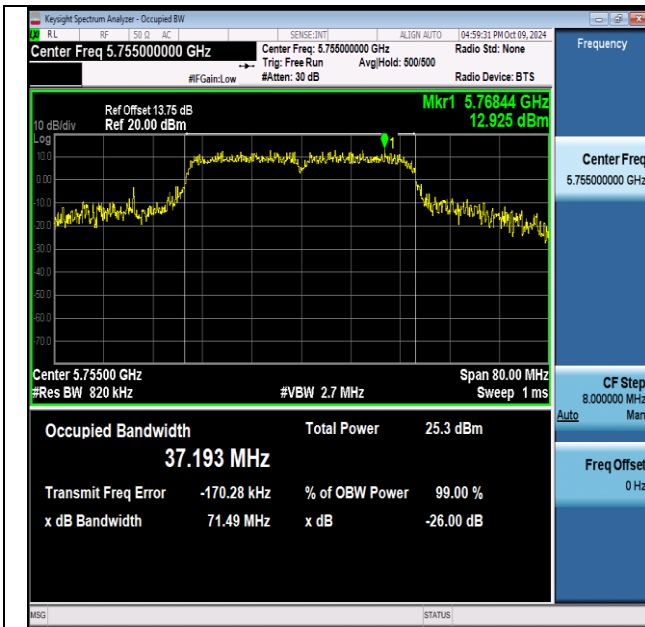 Keysight Spectrum Analyzer - Occupied BW
LXI RL RF 50 Ω AC SENSE:INT ALIGN AUTO 04:59:31 PM Oct 09, 2024
Center Freq 5.755000000 GHz
Center Freq: 5.755000000 GHz
Radio Std: None
Trig: Free Run Avg|Hold: 500/500
#IFGain:Low
#Atten: 30 dB
Radio Device: BTS
Ref Offset 13.75 dB
10 dB/div Ref 20.00 dBm
Mkr1 5.76844 GHz
12.925 dBm
Log
10.0
0.00
-10.0
-20.0
-30.0
-40.0
-50.0
-60.0
-70.0
1
Center 5.75500 GHz
Span 80.00 MHz
#Res BW 820 kHz
#VBW 2.7 MHz
Sweep 1 ms
Occupied Bandwidth
37.193 MHz
Total Power 25.3 dBm
Transmit Freq Error -170.28 kHz
% of OBW Power 99.00 %
x dB Bandwidth 71.49 MHz
x dB -26.00 dB
Frequency
Center Freq
5.755000000 GHz
CF Step
8.000000 MHz
Auto Man
Freq Offset
0 Hz
MSG
STATUS